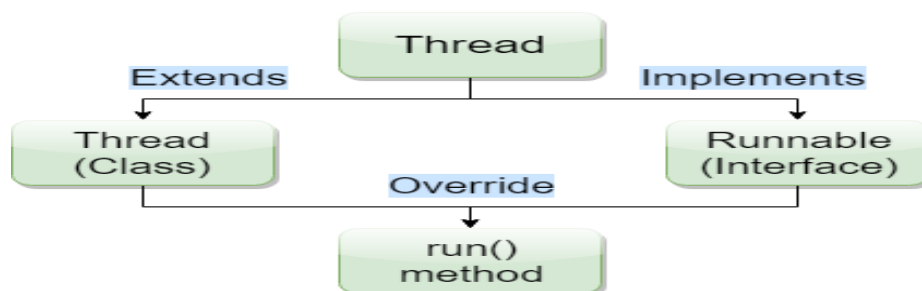 Thread
Extends
Implements
Thread
(Class)
Runnable
(Interface)
Override
run()
method